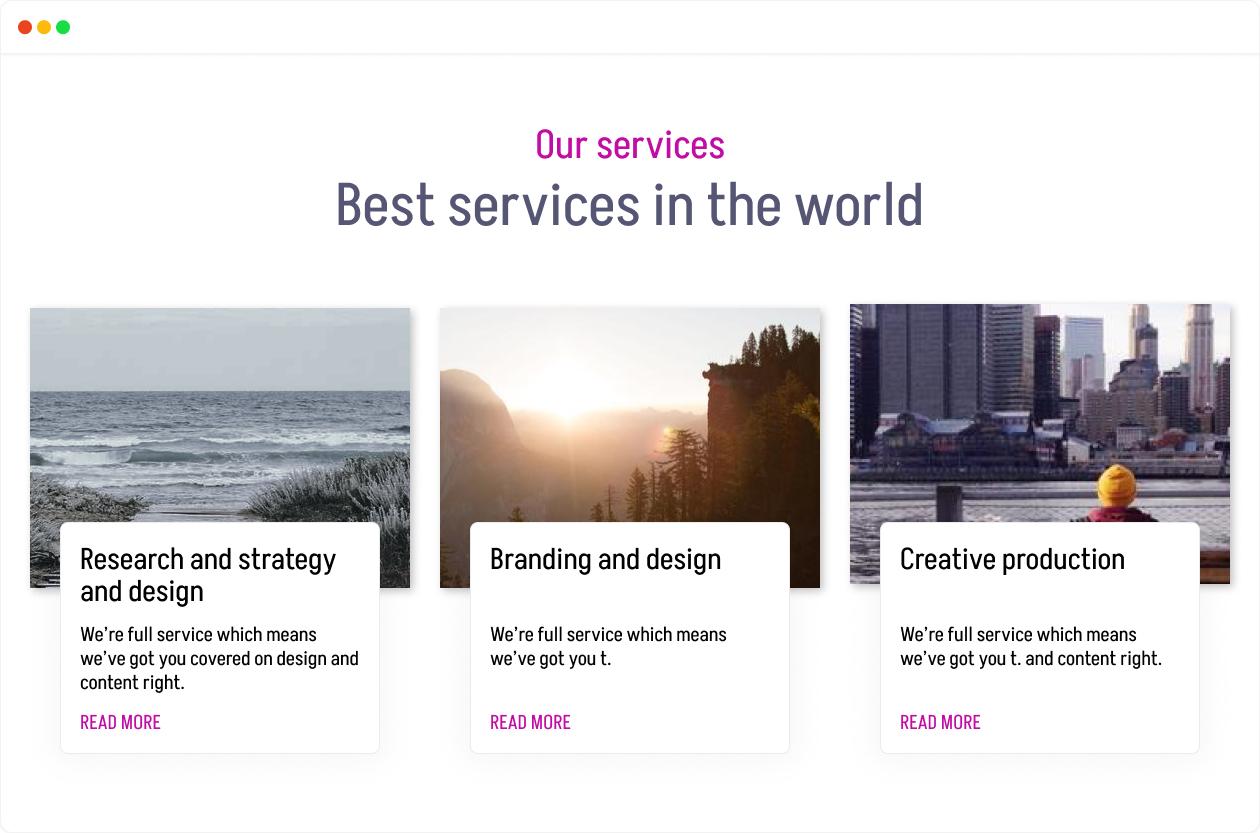 Our services
Best services in the world
Research and strategy
and design
We’re full service which means
we’ve got you covered on design and
content right.
READ MORE
Branding and design
We’re full service which means
we’ve got you t.
READ MORE
Creative production
We’re full service which means
we’ve got you t. and content right.
READ MORE